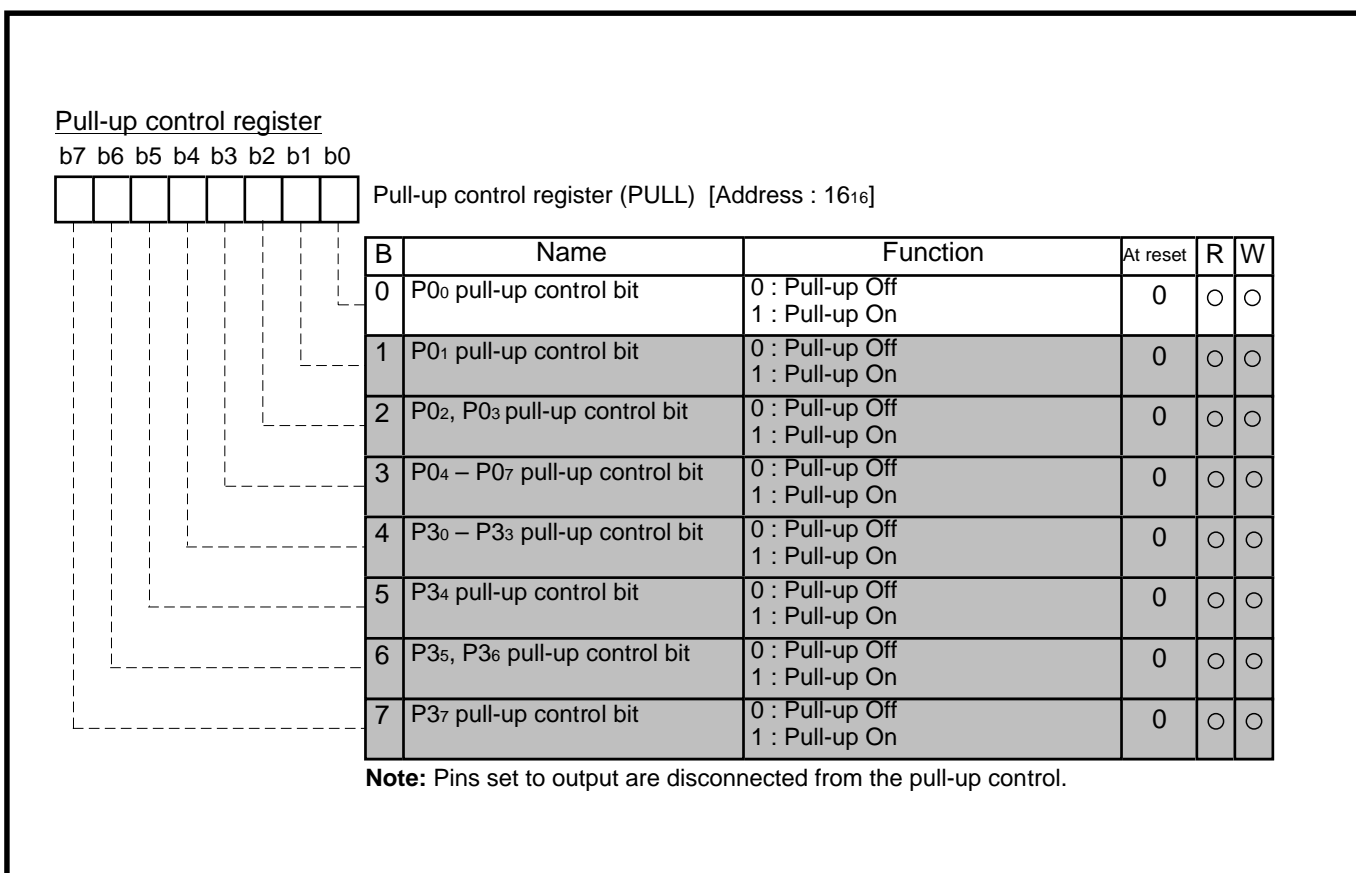 Pull-up control register
b7 b6 b5 b4 b3 b2 b1 b0
Pull-up control register (PULL) [Address : 16₁₆]
B Name Function At reset R W
0 P0₀ pull-up control bit 0 : Pull-up Off 0 ○ ○
1 : Pull-up On
1 P0₁ pull-up control bit 0 : Pull-up Off 0 ○ ○
1 : Pull-up On
2 P0₂, P0₃ pull-up control bit 0 : Pull-up Off 0 ○ ○
1 : Pull-up On
3 P0₄ – P0₇ pull-up control bit 0 : Pull-up Off 0 ○ ○
1 : Pull-up On
4 P3₀ – P3₃ pull-up control bit 0 : Pull-up Off 0 ○ ○
1 : Pull-up On
5 P3₄ pull-up control bit 0 : Pull-up Off 0 ○ ○
1 : Pull-up On
6 P3₅, P3₆ pull-up control bit 0 : Pull-up Off 0 ○ ○
1 : Pull-up On
7 P3₇ pull-up control bit 0 : Pull-up Off 0 ○ ○
1 : Pull-up On
Note: Pins set to output are disconnected from the pull-up control.